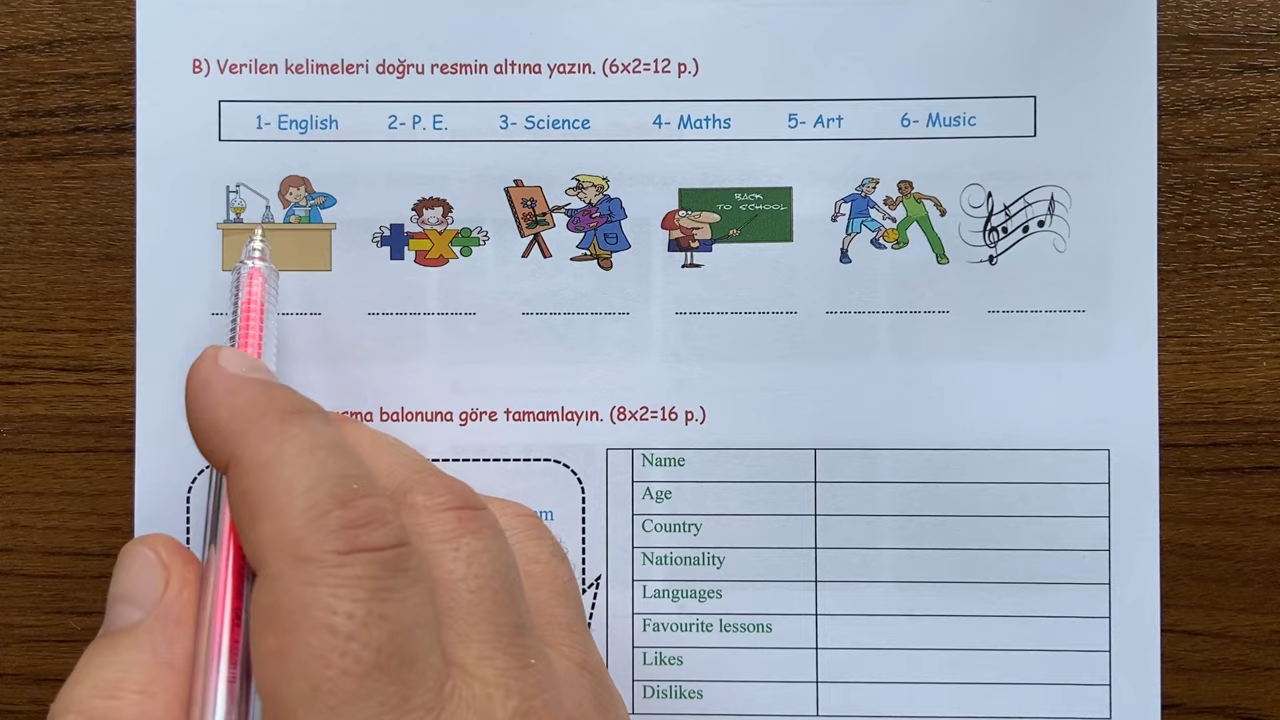 B) Verilen kelimeleri doğru resmin altına yazın. (6x2=12 p.)
1- English 2- P. E. 3- Science 4- Maths 5- Art 6- Music
BACK
TO SCHOOL
balonuna göre tamamlayın. (8x2=16 p.)
Name
Age
Country
Nationality
Languages
Favourite lessons
Likes
Dislikes